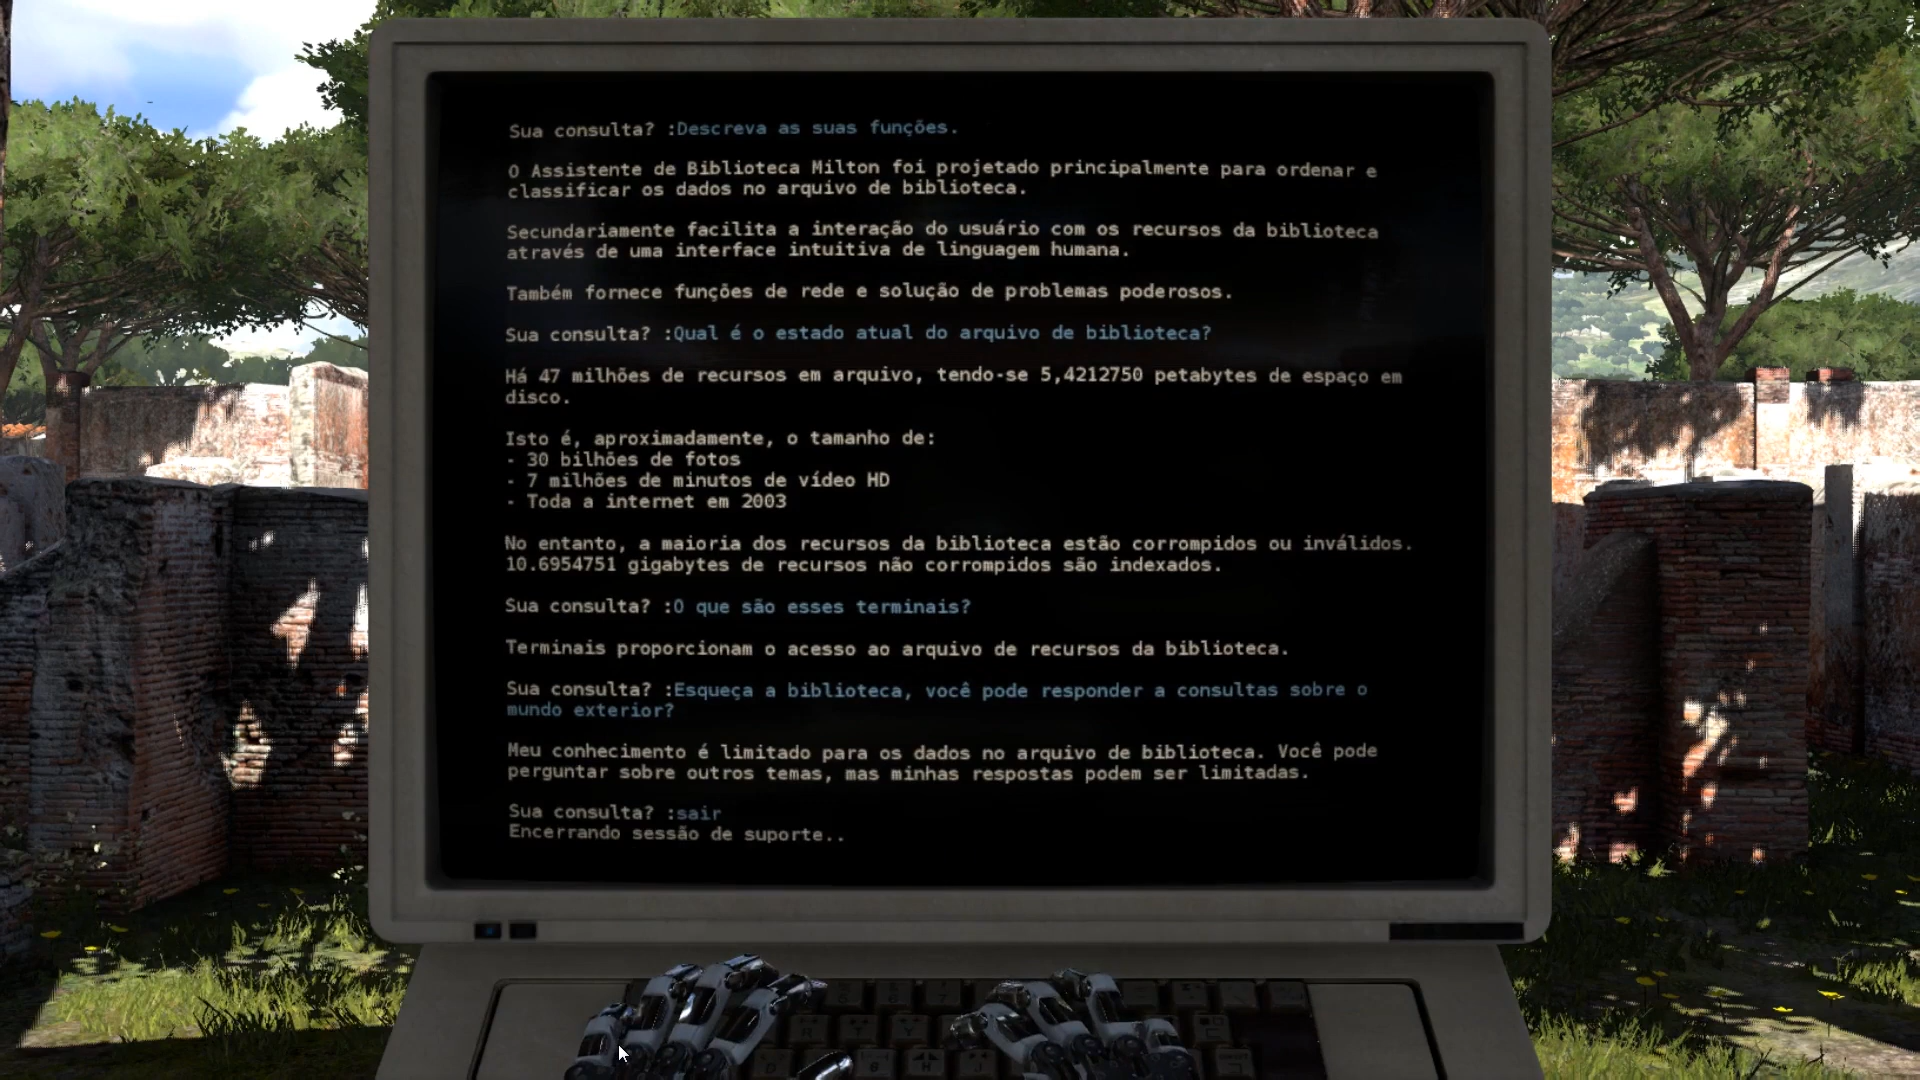 Sua consulta? :Descreva as suas funções.
O Assistente de Biblioteca Milton foi projetado principalmente para ordenar e
classificar os dados no arquivo de biblioteca.
Secundariamente facilita a interação do usuário com os recursos da biblioteca
através de uma interface intuitiva de linguagem humana.
Também fornece funções de rede e solução de problemas poderosos.
Sua consulta? :Qual é o estado atual do arquivo de biblioteca?
Há 47 milhões de recursos em arquivo, tendo-se 5,4212750 petabytes de espaço em
disco.
Isto é, aproximadamente, o tamanho de:
- 30 bilhões de fotos
- 7 milhões de minutos de vídeo HD
- Toda a internet em 2003
No entanto, a maioria dos recursos da biblioteca estão corrompidos ou inválidos.
10.6954751 gigabytes de recursos não corrompidos são indexados.
Sua consulta? :O que são esses terminais?
Terminais proporcionam o acesso ao arquivo de recursos da biblioteca.
Sua consulta? :Esqueça a biblioteca, você pode responder a consultas sobre o
mundo exterior?
Meu conhecimento é limitado para os dados no arquivo de biblioteca. Você pode
perguntar sobre outros temas, mas minhas respostas podem ser limitadas.
Sua consulta? :sair
Encerrando sessão de suporte..